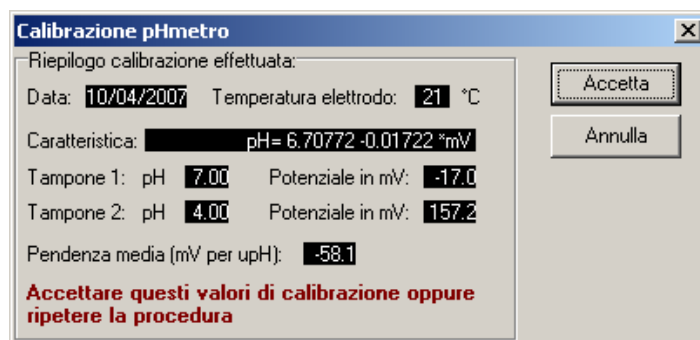 Calibrazione pHmetro
Riepilogo calibrazione effettuata:
Data: 10/04/2007 Temperatura elettrodo: 21 °C
Accetta
Caratteristica: pH= 6.70772 -0.01722 *mV
Annulla
Tampone 1: pH 7.00 Potenziale in mV: -17.0
Tampone 2: pH 4.00 Potenziale in mV: 157.2
Pendenza media (mV per upH): -58.1
Accettare questi valori di calibrazione oppure
ripetere la procedura